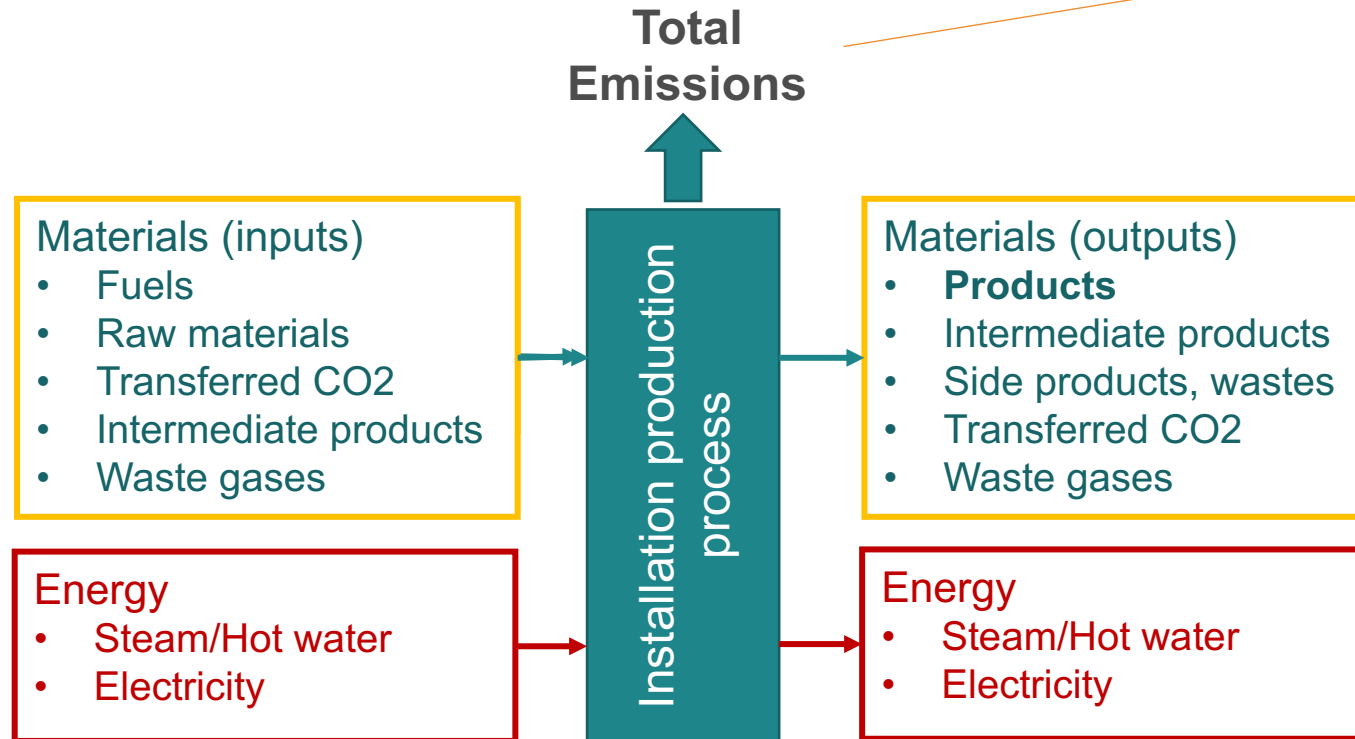 Total
Emissions
Materials (inputs)
• Fuels
• Raw materials
• Transferred CO2
• Intermediate products
• Waste gases
Energy
• Steam/Hot water
• Electricity
Installation production
process
Materials (outputs)
• Products
• Intermediate products
• Side products, wastes
• Transferred CO2
• Waste gases
Energy
• Steam/Hot water
• Electricity